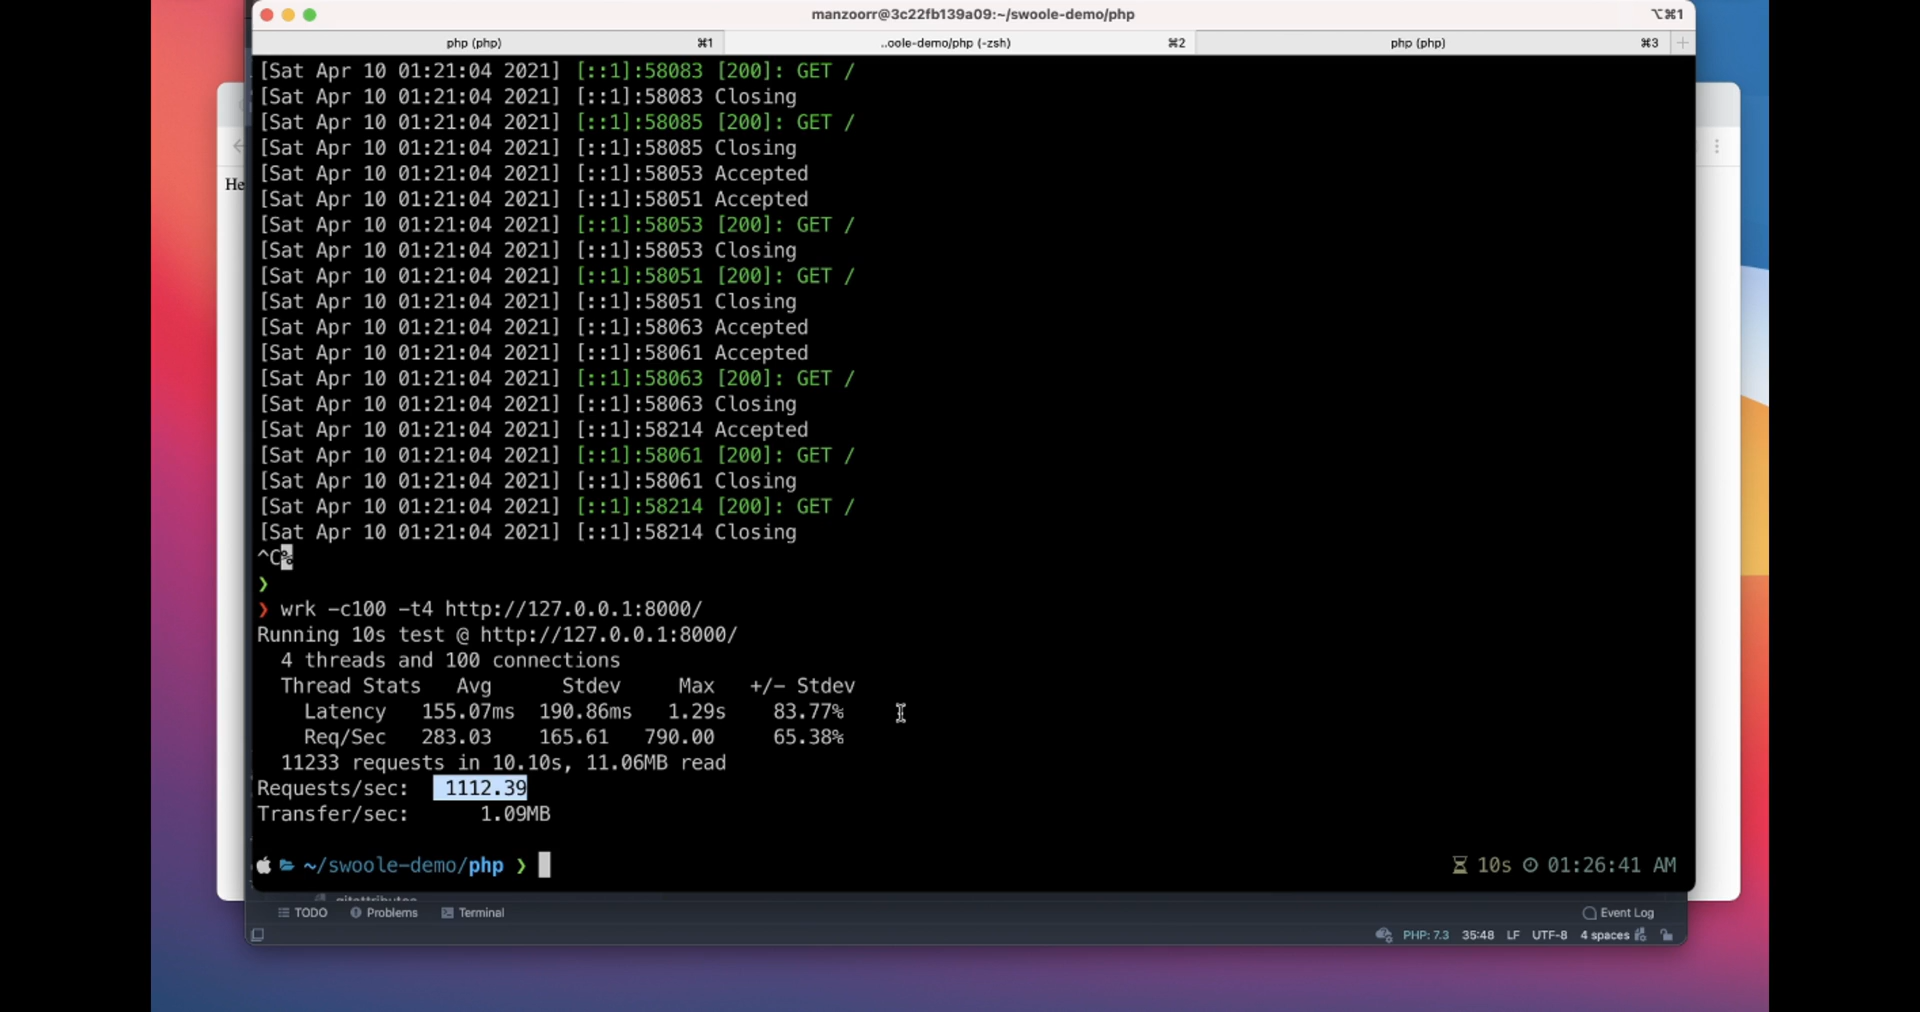 manzoorr@3c22fb139a09:~/swoole-demo/php
⌥⌘1
php (php) ⌘1
..oole-demo/php (-zsh) ⌘2
php (php) ⌘3
[Sat Apr 10 01:21:04 2021] [::1]:58083 [200]: GET /
[Sat Apr 10 01:21:04 2021] [::1]:58083 Closing
[Sat Apr 10 01:21:04 2021] [::1]:58085 [200]: GET /
[Sat Apr 10 01:21:04 2021] [::1]:58085 Closing
[Sat Apr 10 01:21:04 2021] [::1]:58053 Accepted
[Sat Apr 10 01:21:04 2021] [::1]:58051 Accepted
[Sat Apr 10 01:21:04 2021] [::1]:58053 [200]: GET /
[Sat Apr 10 01:21:04 2021] [::1]:58053 Closing
[Sat Apr 10 01:21:04 2021] [::1]:58051 [200]: GET /
[Sat Apr 10 01:21:04 2021] [::1]:58051 Closing
[Sat Apr 10 01:21:04 2021] [::1]:58063 Accepted
[Sat Apr 10 01:21:04 2021] [::1]:58061 Accepted
[Sat Apr 10 01:21:04 2021] [::1]:58063 [200]: GET /
[Sat Apr 10 01:21:04 2021] [::1]:58063 Closing
[Sat Apr 10 01:21:04 2021] [::1]:58214 Accepted
[Sat Apr 10 01:21:04 2021] [::1]:58061 [200]: GET /
[Sat Apr 10 01:21:04 2021] [::1]:58061 Closing
[Sat Apr 10 01:21:04 2021] [::1]:58214 [200]: GET /
[Sat Apr 10 01:21:04 2021] [::1]:58214 Closing
^C%
❯
❯ wrk -c100 -t4 http://127.0.0.1:8000/
Running 10s test @ http://127.0.0.1:8000/
4 threads and 100 connections
Thread Stats Avg Stdev Max +/- Stdev
Latency 155.07ms 190.86ms 1.29s 83.77%
Req/Sec 283.03 165.61 790.00 65.38%
11233 requests in 10.10s, 11.06MB read
Requests/sec: 1112.39
Transfer/sec: 1.09MB
~/swoole-demo/php ❯ 10s 01:26:41 AM
He
TODO Problems Terminal Event Log
PHP: 7.3 35:48 LF UTF-8 4 spaces